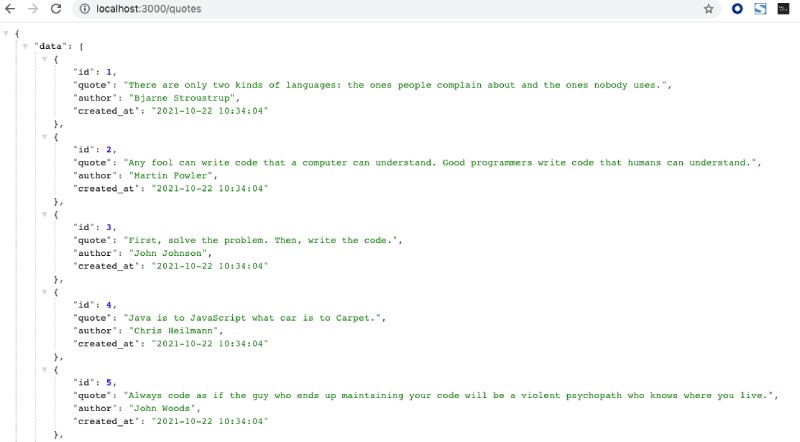 localhost:3000/quotes
{
"data": [
{
"id": 1,
"quote": "There are only two kinds of languages: the ones people complain about and the ones nobody uses.",
"author": "Bjarne Stroustrup",
"created_at": "2021-10-22 10:34:04"
},
{
"id": 2,
"quote": "Any fool can write code that a computer can understand. Good programmers write code that humans can understand.",
"author": "Martin Fowler",
"created_at": "2021-10-22 10:34:04"
},
{
"id": 3,
"quote": "First, solve the problem. Then, write the code.",
"author": "John Johnson",
"created_at": "2021-10-22 10:34:04"
},
{
"id": 4,
"quote": "Java is to JavaScript what car is to Carpet.",
"author": "Chris Heilmann",
"created_at": "2021-10-22 10:34:04"
},
{
"id": 5,
"quote": "Always code as if the guy who ends up maintaining your code will be a violent psychopath who knows where you live.",
"author": "John Woods",
"created_at": "2021-10-22 10:34:04"
},